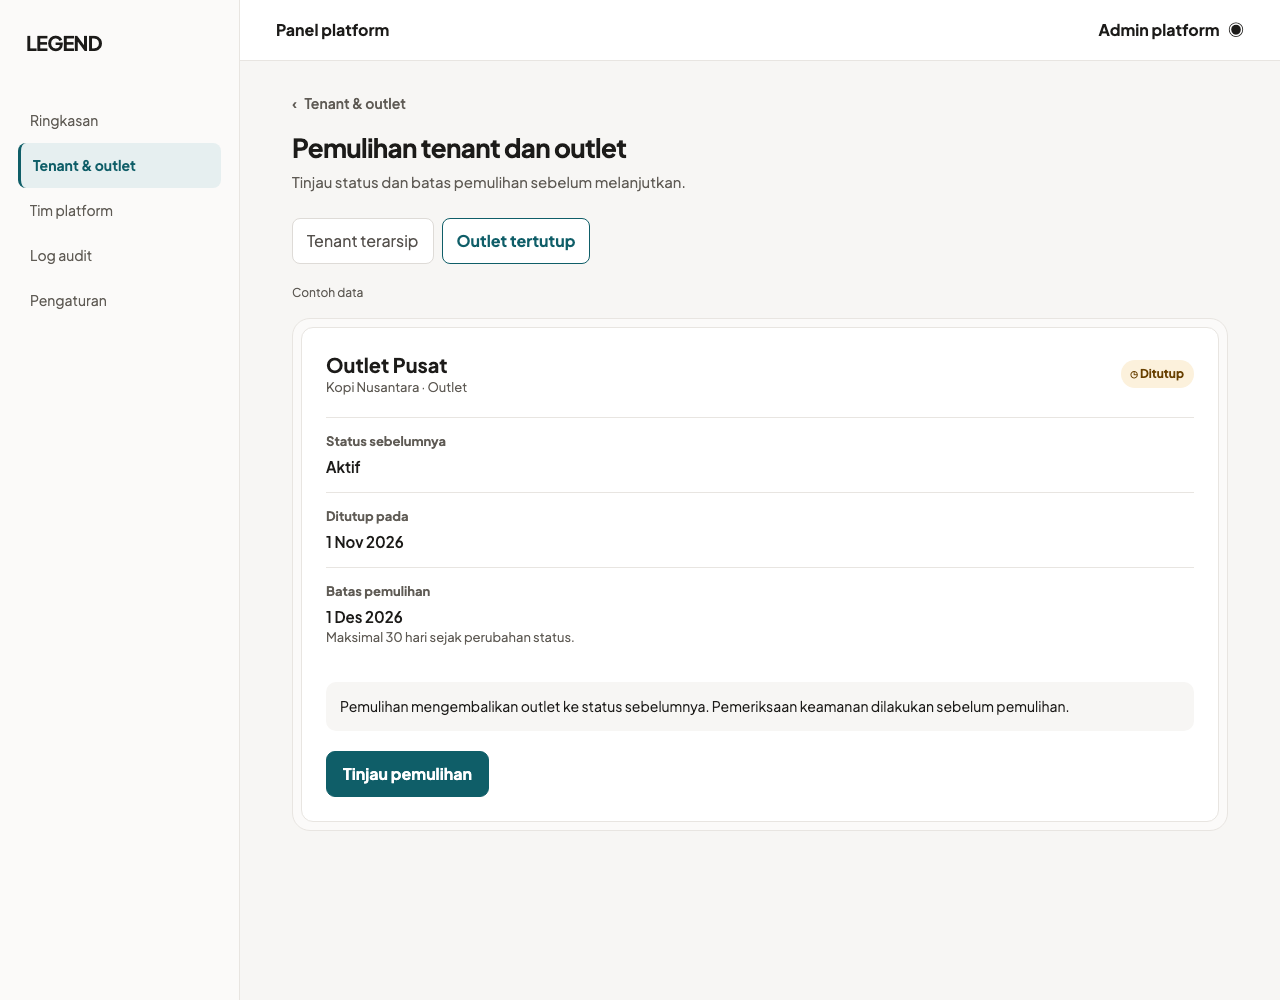 LEGEND
Panel platform
Admin platform
Ringkasan
Tenant & outlet
Tim platform
Log audit
Pengaturan
‹ Tenant & outlet
Pemulihan tenant dan outlet
Tinjau status dan batas pemulihan sebelum melanjutkan.
Tenant terarsip
Outlet tertutup
Contoh data
Outlet Pusat
Kopi Nusantara · Outlet
Ditutup
Status sebelumnya
Aktif
Ditutup pada
1 Nov 2026
Batas pemulihan
1 Des 2026
Maksimal 30 hari sejak perubahan status.
Pemulihan mengembalikan outlet ke status sebelumnya. Pemeriksaan keamanan dilakukan sebelum pemulihan.
Tinjau pemulihan